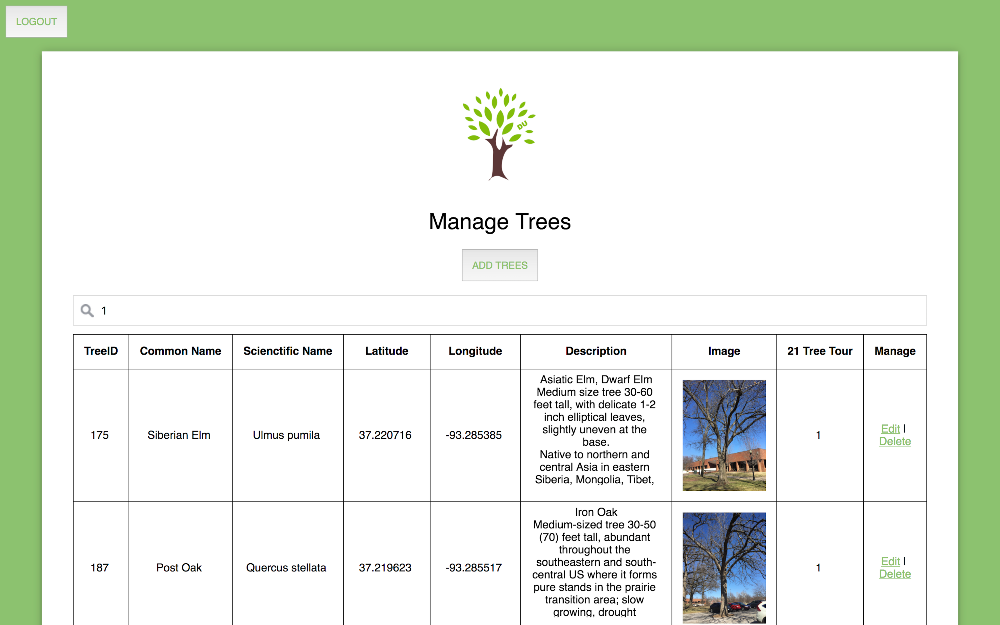 LOGOUT
DU
Manage Trees
ADD TREES
1
TreeID Common Name Scienctific Name Latitude Longitude Description Image 21 Tree Tour Manage
175 Siberian Elm Ulmus pumila 37.220716 -93.285385
Asiatic Elm, Dwarf Elm
Medium size tree 30-60
feet tall, with delicate 1-2
inch elliptical leaves,
slightly uneven at the
base.
Native to northern and
central Asia in eastern
Siberia, Mongolia, Tibet,
1
Edit |
Delete
187 Post Oak Quercus stellata 37.219623 -93.285517
Iron Oak
Medium-sized tree 30-50
(70) feet tall, abundant
throughout the
southeastern and south-
central US where it forms
pure stands in the prairie
transition area; slow
growing, drought
1
Edit |
Delete